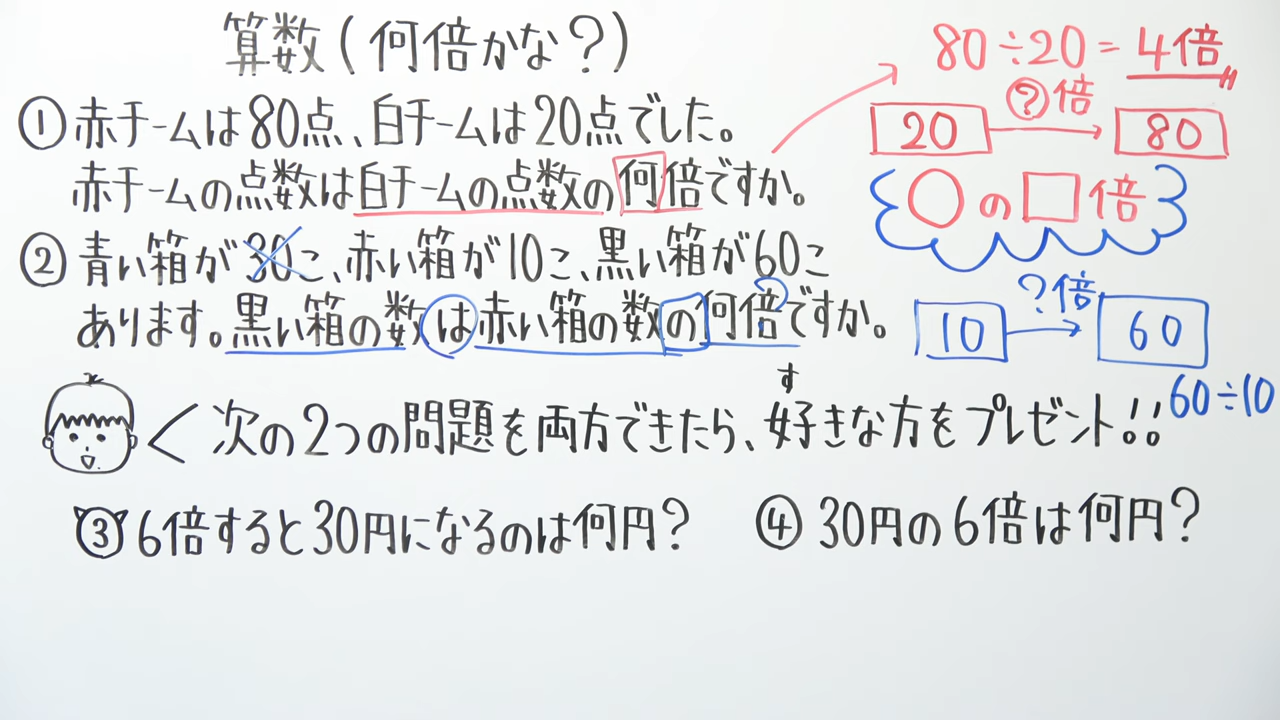 算数(何倍かな?)
80÷20=4倍
①赤チームは80点、白チームは20点でした。
赤チームの点数は白チームの点数の何倍ですか。
?倍
20 80
○の□倍
②青い箱が30こ、赤い箱が10こ、黒い箱が60こ
あります。黒い箱の数は赤い箱の数の何倍ですか。
?
?倍
10 60
60÷10
す
次の2つの問題を両方できたら、好きな方をプレゼント!!
③6倍すると30円になるのは何円?
④30円の6倍は何円?